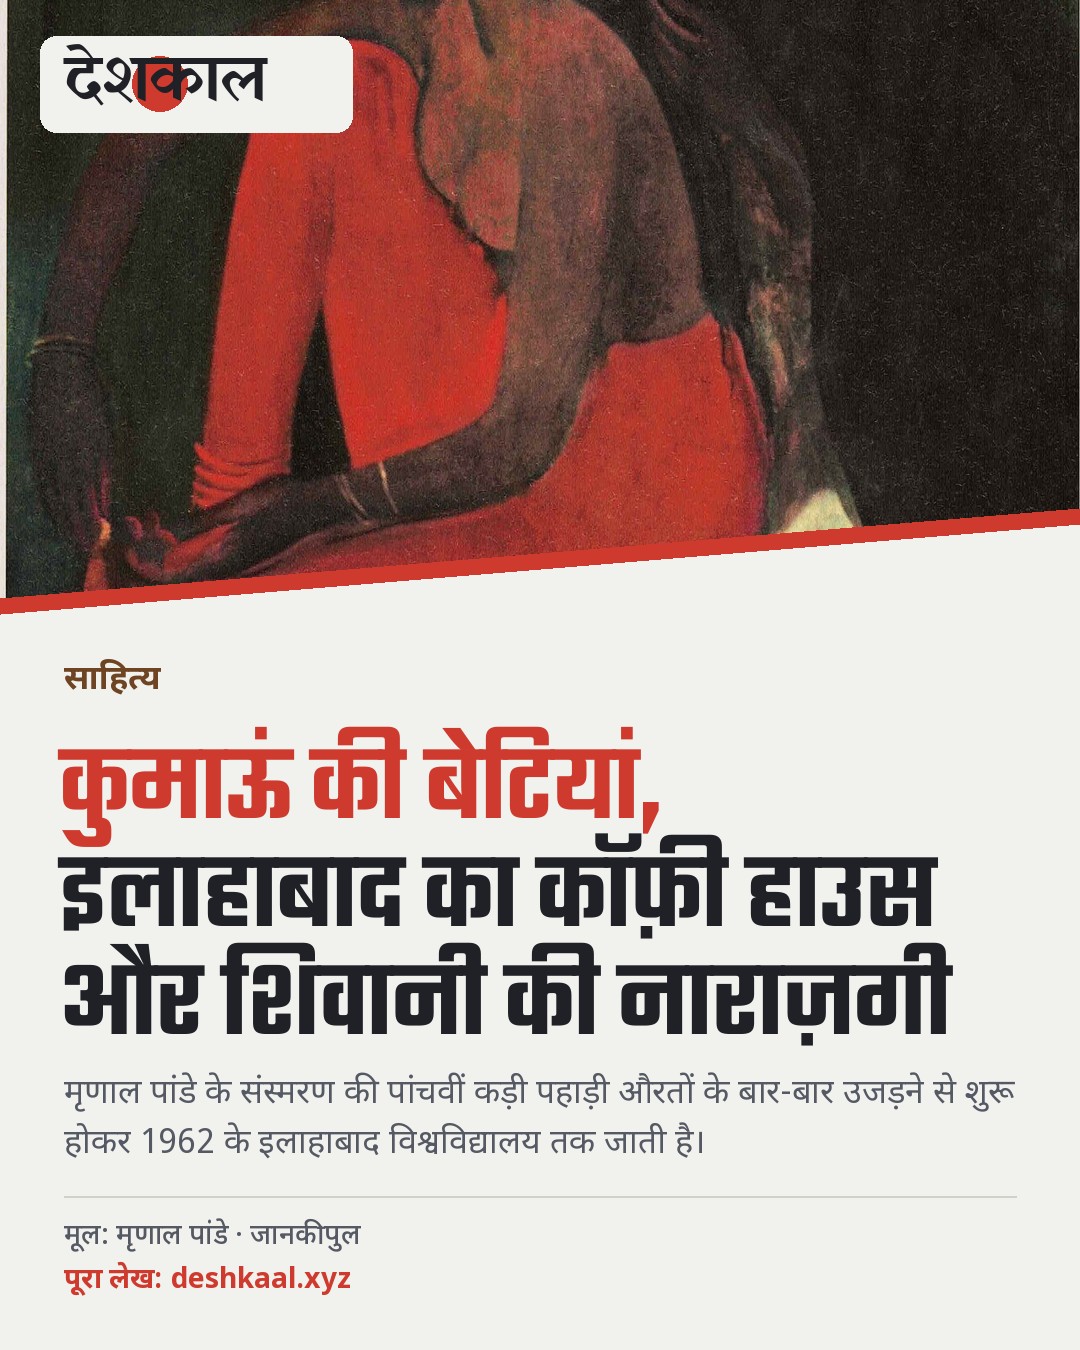 देशकाल
साहित्य
कुमाऊं की बेटियां,
इलाहाबाद का कॉफ़ी हाउस
और शिवानी की नाराज़गी
मृणाल पांडे के संस्मरण की पांचवीं कड़ी पहाड़ी औरतों के बार-बार उजड़ने से शुरू
होकर 1962 के इलाहाबाद विश्वविद्यालय तक जाती है।
मूल: मृणाल पांडे · जानकीपुल
पूरा लेख: deshkaal.xyz